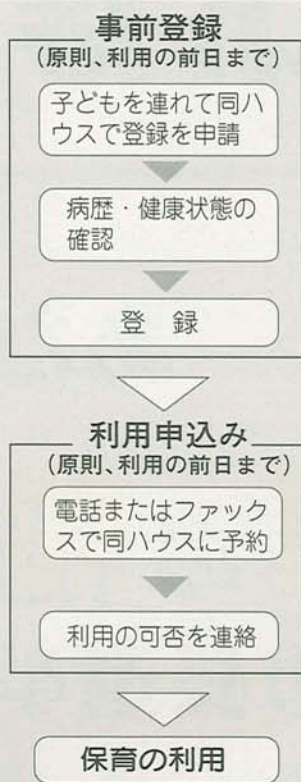 事前登録
(原則、利用の前日まで)
子どもを連れて同ハ
ウスで登録を申請
病歴・健康状態の
確認
登 録
利用申込み
(原則、利用の前日まで)
電話またはファック
スで同ハウスに予約
利用の可否を連絡
保育の利用